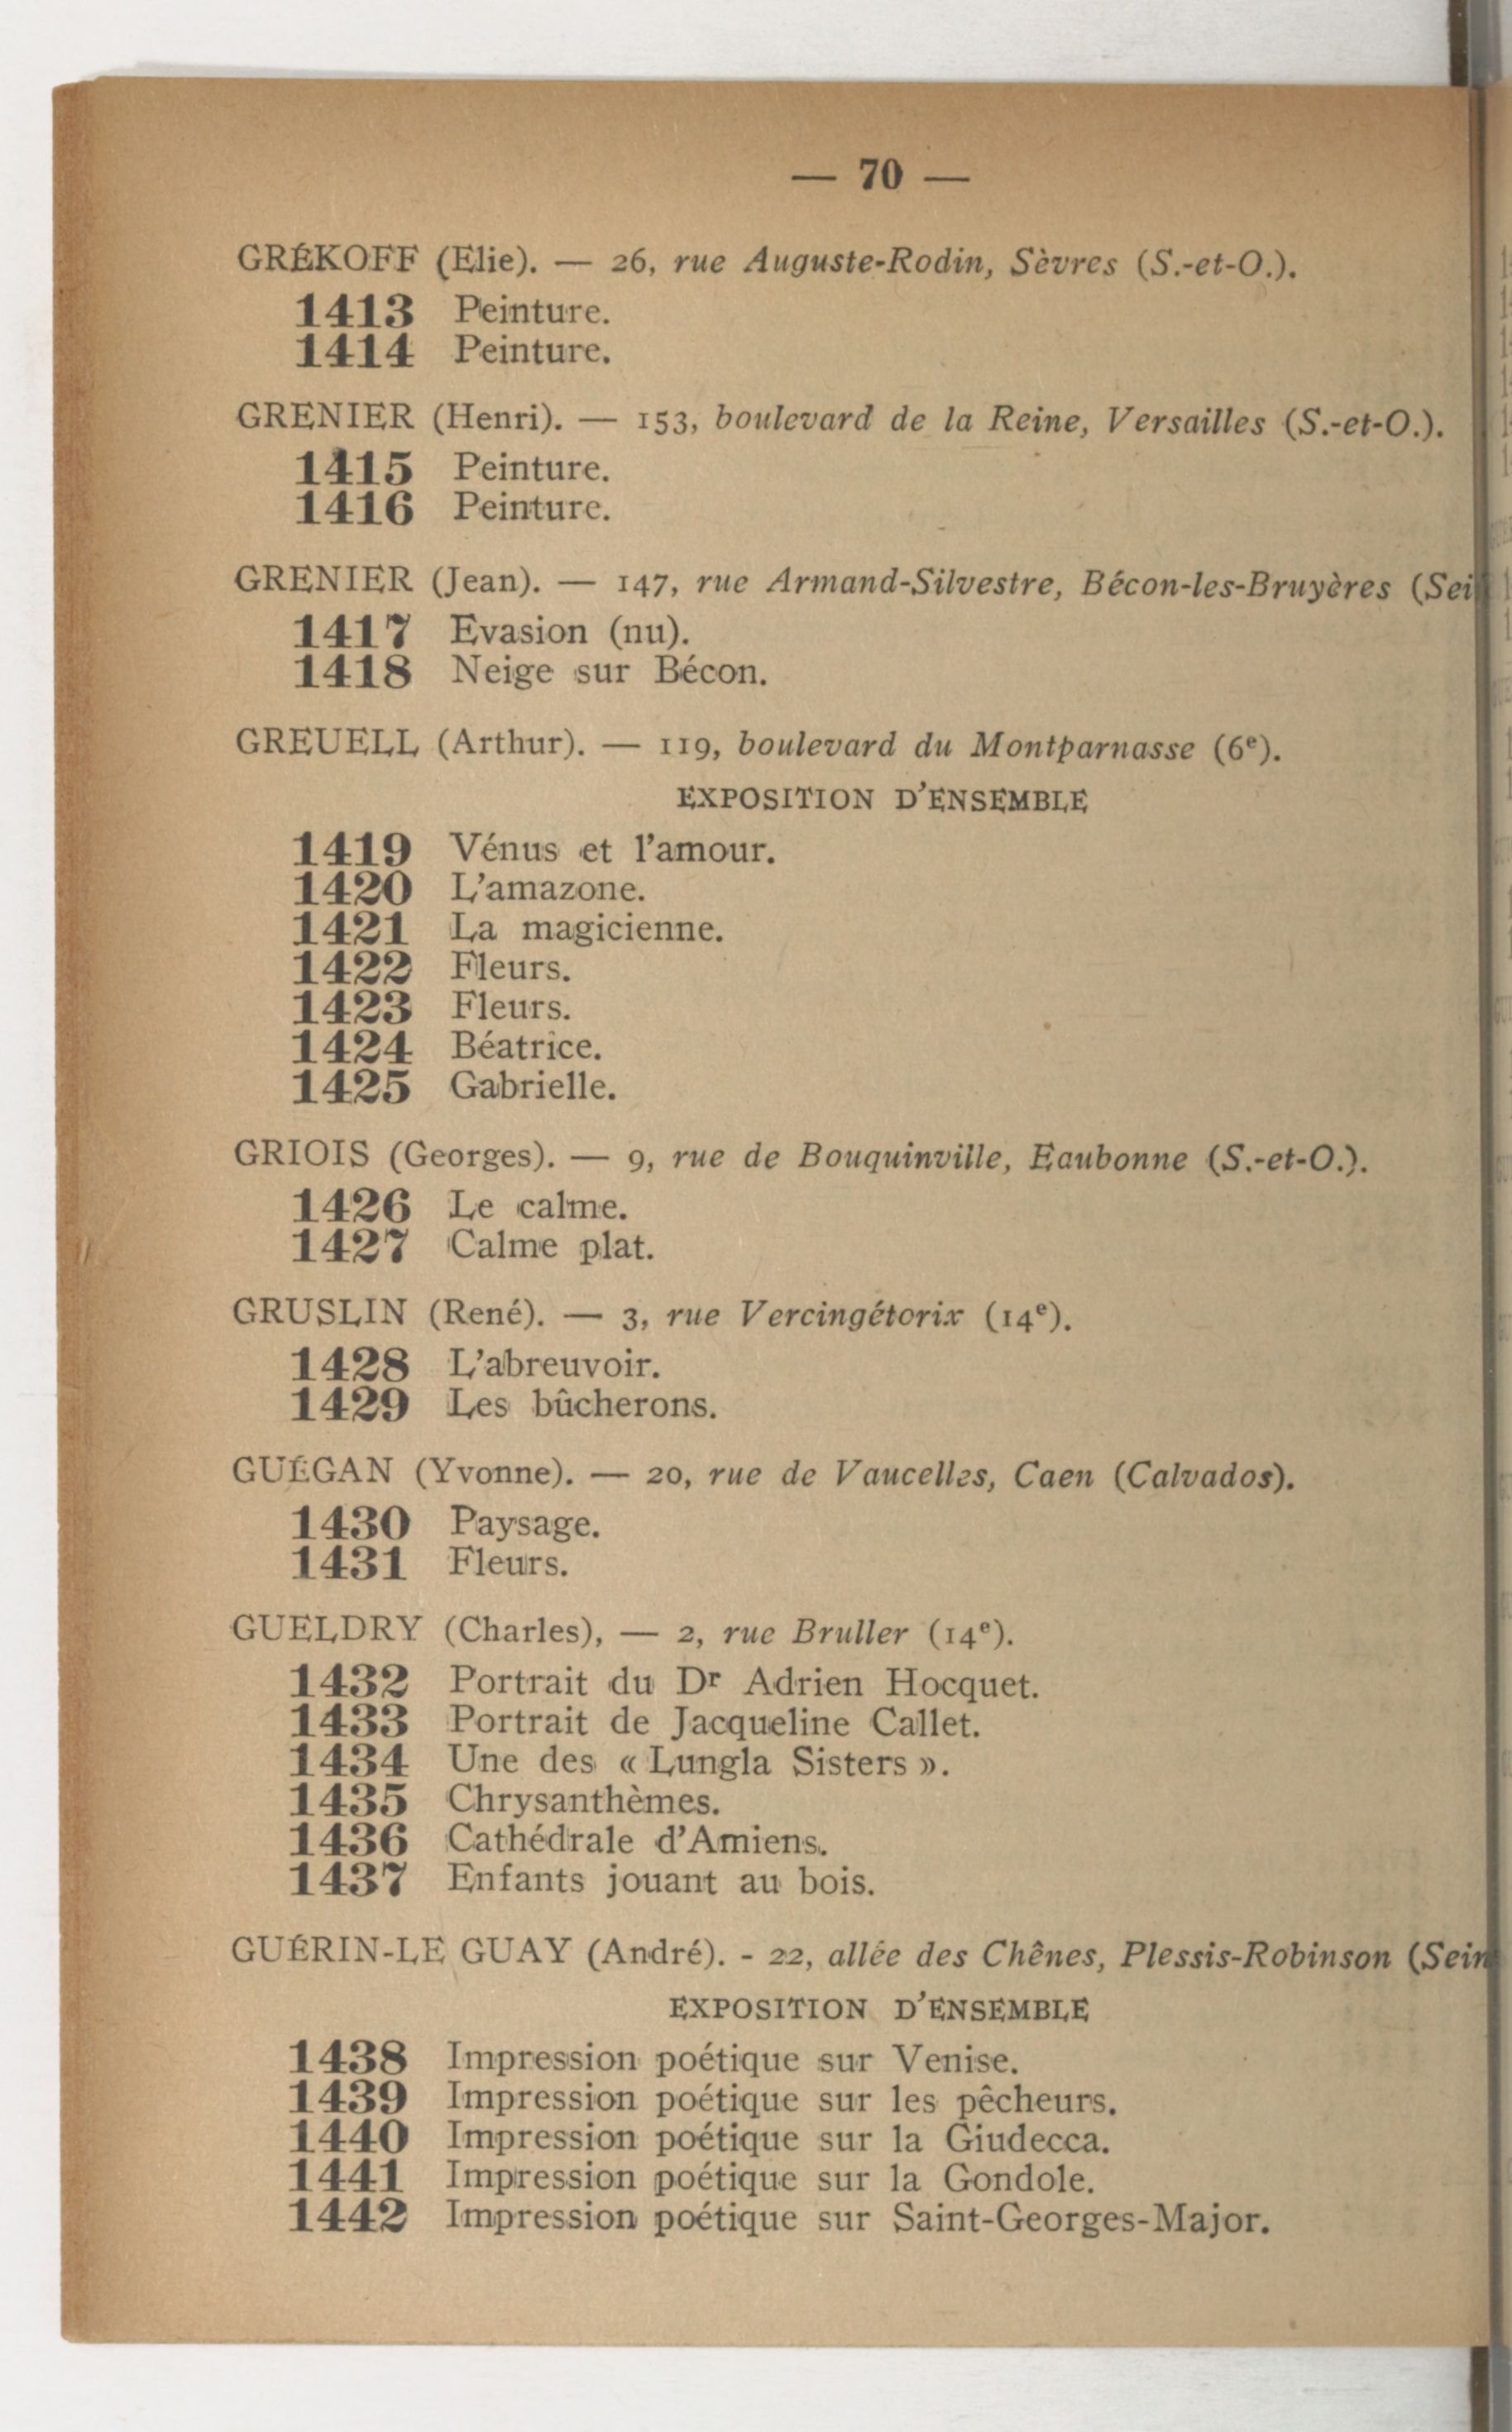 — 70 —
GRÉKOFF (Elie). — 26, rue Auguste-Rodin, Sèvres (S.-et-O.).
1413 Peinture.
1414 Peinture.
GRENIER (Henri). — 153, boulevard de la Reine, Versailles (S.-et-O.).
1415 Peinture.
1416 Peinture.
GRENIER (Jean). — 147, rue Armand-Silvestre, Bécon-les-Bruyères (Sei
1417 Evasion (nu).
1418 Neige sur Bécon.
GREUELL (Arthur). — 119, boulevard du Montparnasse (6e).
EXPOSITION D'ENSEMBLE
1419 Vénus et l'amour.
1420 L'amazone.
1421 La magicienne.
1422 Fleurs.
1423 Fleurs.
1424 Béatrice.
1425 Gabrielle.
GRIOIS (Georges). — 9, rue de Bouquinville, Eaubonne (S.-et-O.).
1426 Le calme.
1427 Calme plat.
GRUSLIN (René). — 3, rue Vercingétorix (14e).
1428 L'abreuvoir.
1429 Les bûcherons.
GUÉGAN (Yvonne). — 20, rue de Vaucelles, Caen (Calvados).
1430 Paysage.
1431 Fleurs.
GUELDRY (Charles), — 2, rue Bruller (14e).
1432 Portrait du Dr Adrien Hocquet.
1433 Portrait de Jacqueline Callet.
1434 Une des « Lungla Sisters ».
1435 Chrysanthèmes.
1436 Cathédrale d'Amiens.
1437 Enfants jouant au bois.
GUÉRIN-LE GUAY (André). - 22, allée des Chênes, Plessis-Robinson (Sein
EXPOSITION D'ENSEMBLE
1438 Impression poétique sur Venise.
1439 Impression poétique sur les pêcheurs.
1440 Impression poétique sur la Giudecca.
1441 Impression poétique sur la Gondole.
1442 Impression poétique sur Saint-Georges-Major.